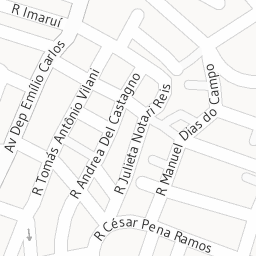 R Imaruí
Av Dep Emílio Carlos
R Tomás Antônio Vilani
R Andrea Del Castagno
R Julieta Notari Reis
R Manuel Dias do Campo
R César Pena Ramos